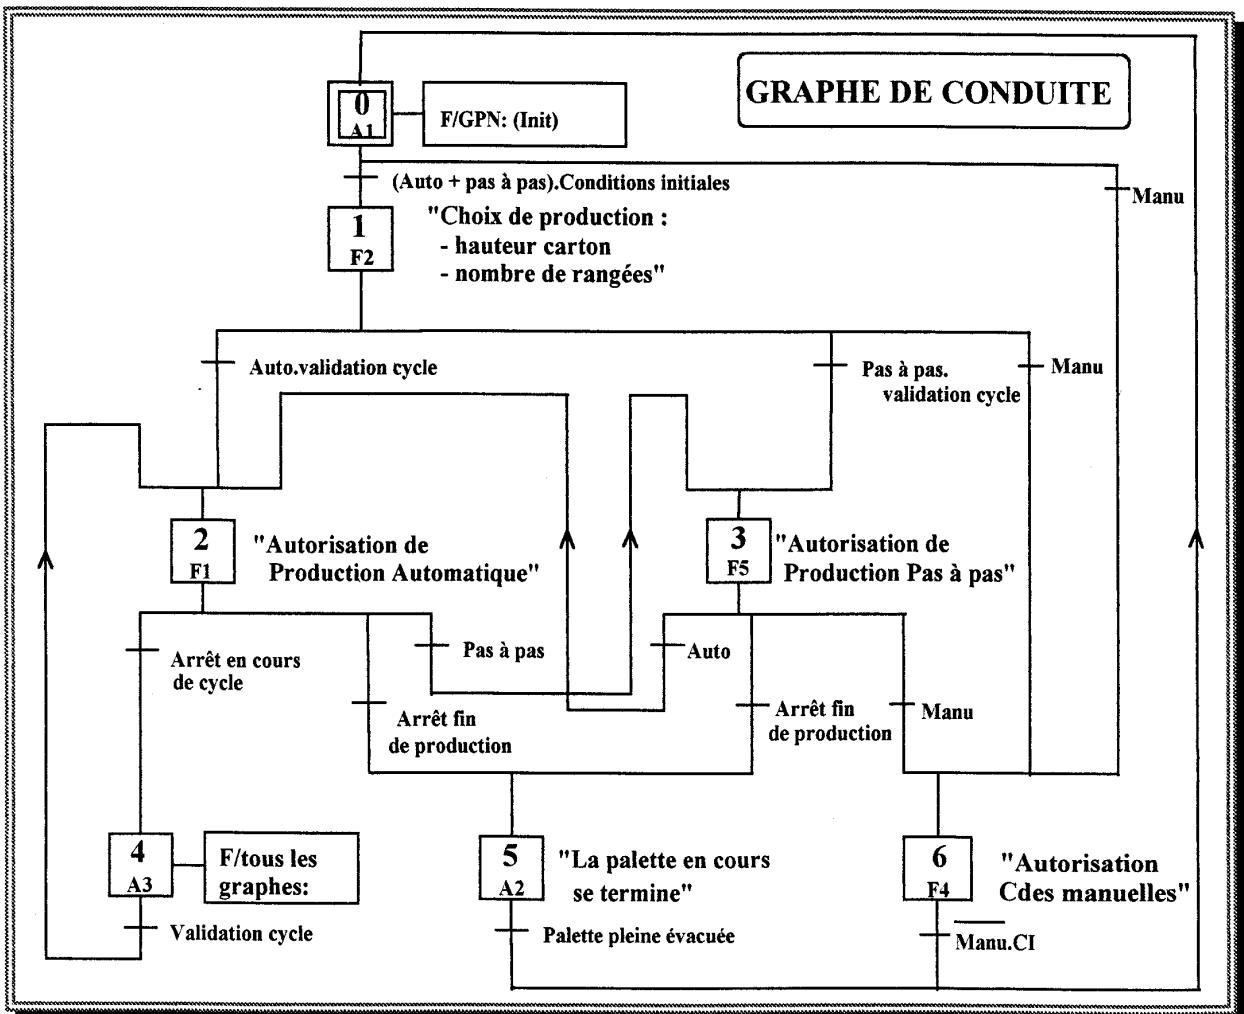 GRAPHE DE CONDUITE
0
A1
F/GPN: (Init)
(Auto + pas à pas).Conditions initiales
Manu
1
F2
"Choix de production :
- hauteur carton
- nombre de rangées"
Auto.validation cycle
Pas à pas.
validation cycle
Manu
2
F1
"Autorisation de
Production Automatique"
3
F5
"Autorisation de
Production Pas à pas"
Arrêt en cours
de cycle
Pas à pas
Auto
Arrêt fin
de production
Arrêt fin
de production
Manu
4
A3
F/tous les
graphes:
5
A2
"La palette en cours
se termine"
6
F4
"Autorisation
Cdes manuelles"
Validation cycle
Palette pleine évacuée
M̅a̅n̅u̅.CI